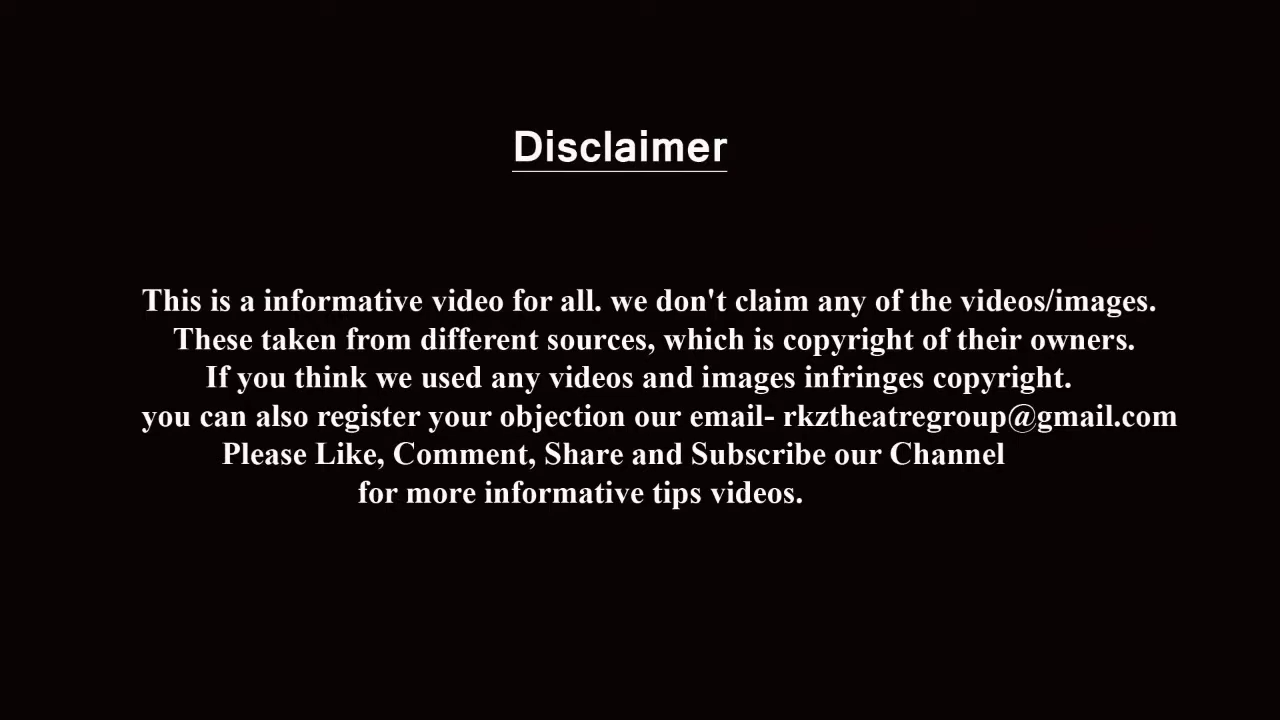 Disclaimer
This is a informative video for all. we don't claim any of the videos/images.
These taken from different sources, which is copyright of their owners.
If you think we used any videos and images infringes copyright.
you can also register your objection our email- rkztheatregroup@gmail.com
Please Like, Comment, Share and Subscribe our Channel
for more informative tips videos.